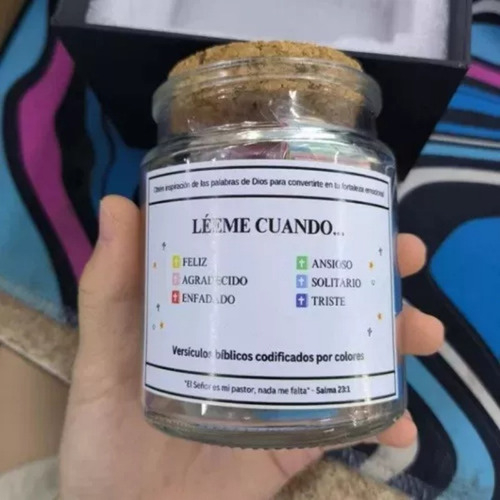 Obtén inspiración de las palabras de Dios para convertirte en tu fortaleza emocional
LÉEME CUANDO...
FELIZ
AGRADECIDO
ENFADADO
ANSIOSO
SOLITARIO
TRISTE
Versículos bíblicos codificados por colores
"El Señor es mi pastor, nada me falta" - Salma 23:1